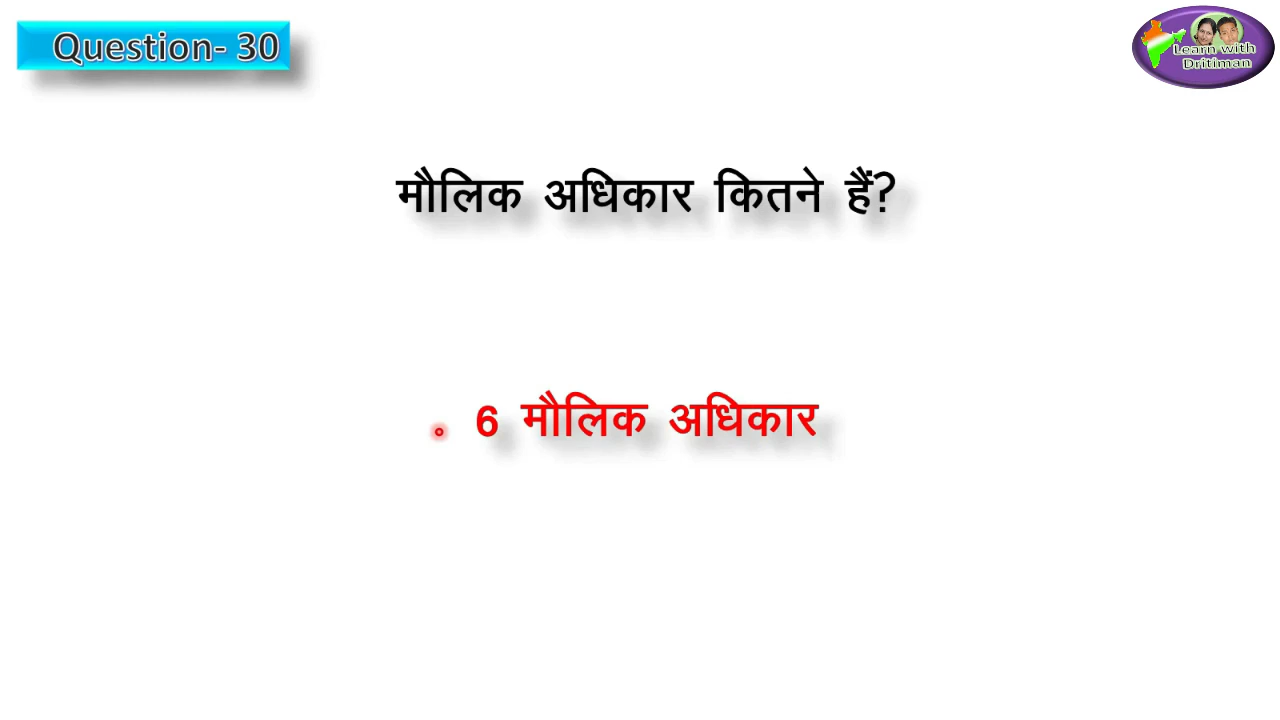 Question- 30
Learn with
Dritiman
मौलिक अधिकार कितने हैं?
6 मौलिक अधिकार